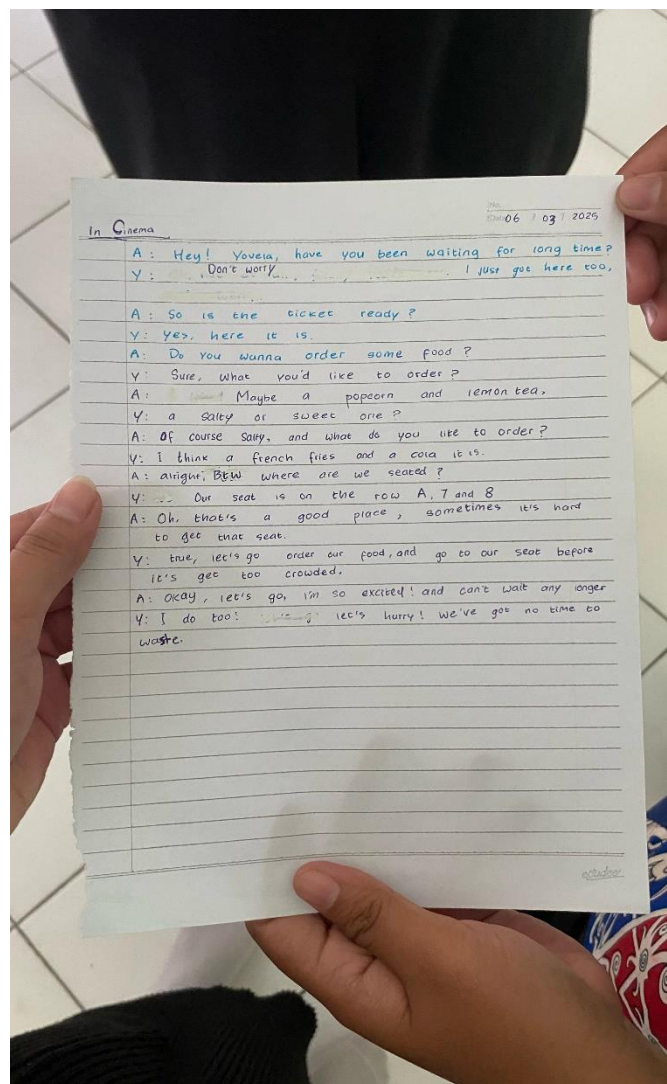 No.
Date 06 / 03 / 2025
In Cinema
A : Hey! Yoveia, have you been waiting for long time?
Y : Don't worry I just got here too,
A : So is the ticket ready ?
Y : Yes, here it is.
A : Do you wanna order some food ?
Y : Sure, what you'd like to order ?
A : Maybe a popcorn and lemon tea,
Y : a salty or sweet one ?
A : Of course salty, and what do you like to order ?
Y : I think a french fries and a cola it is.
A : alright, Btw where are we seated ?
Y : Our seat is on the row A, 7 and 8
A : Oh, that's a good place, sometimes it's hard
to get that seat.
Y : true, let's go order our food, and go to our seat before
it's get too crowded.
A : Okay, let's go, i'm so excited! and can't wait any longer
Y : I do too! let's hurry! we've got no time to
waste.